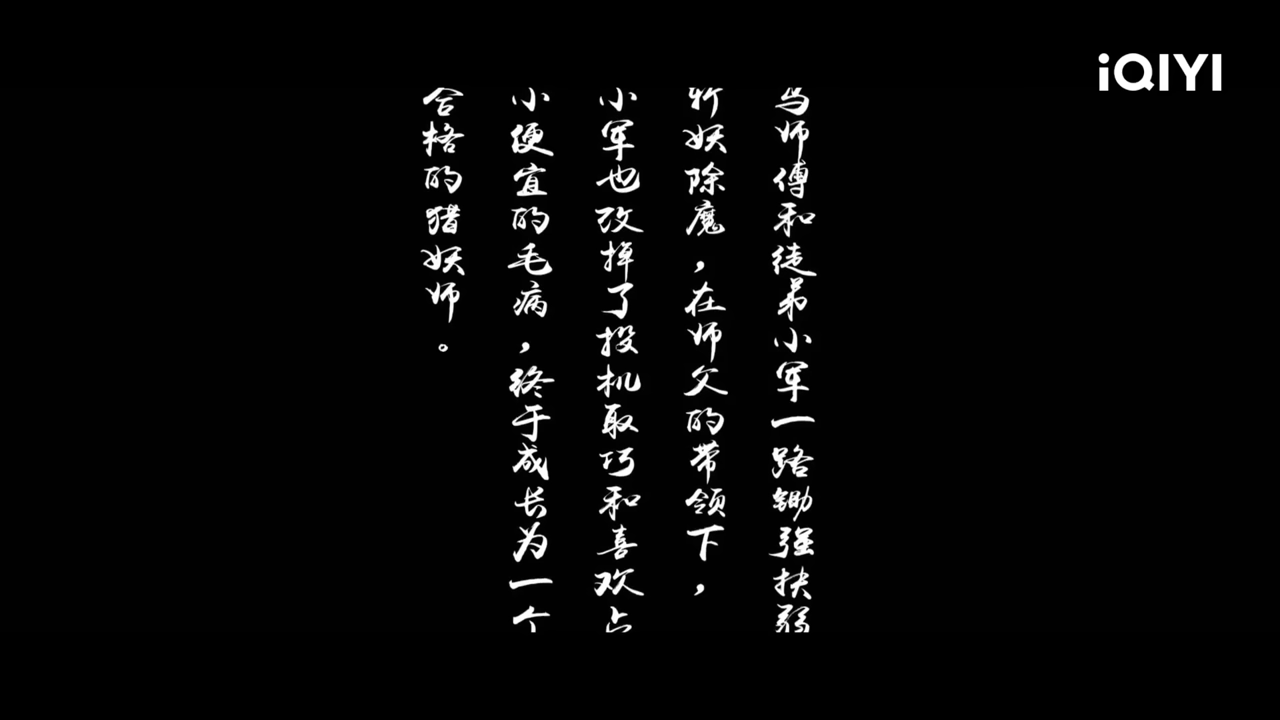 iQIYI
马师傅和徒弟小军一路锄强扶弱
斩妖除魔，在师父的带领下，
小军也改掉了投机取巧和喜欢占
小便宜的毛病，终于成长为一个
合格的猎妖师。